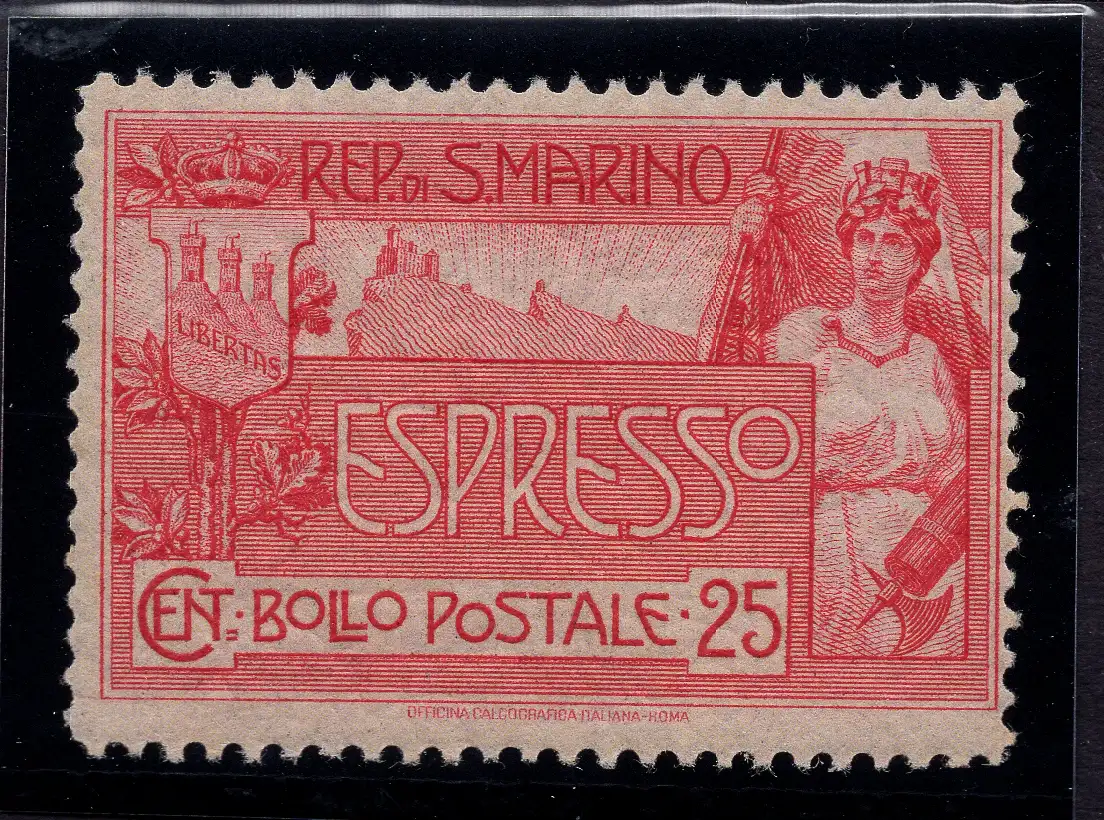 REP. DI S. MARINO
LIBERTAS
ESPRESSO
CENT.: BOLLO POSTALE · 25
OFFICINA CALCOGRAFICA ITALIANA-ROMA